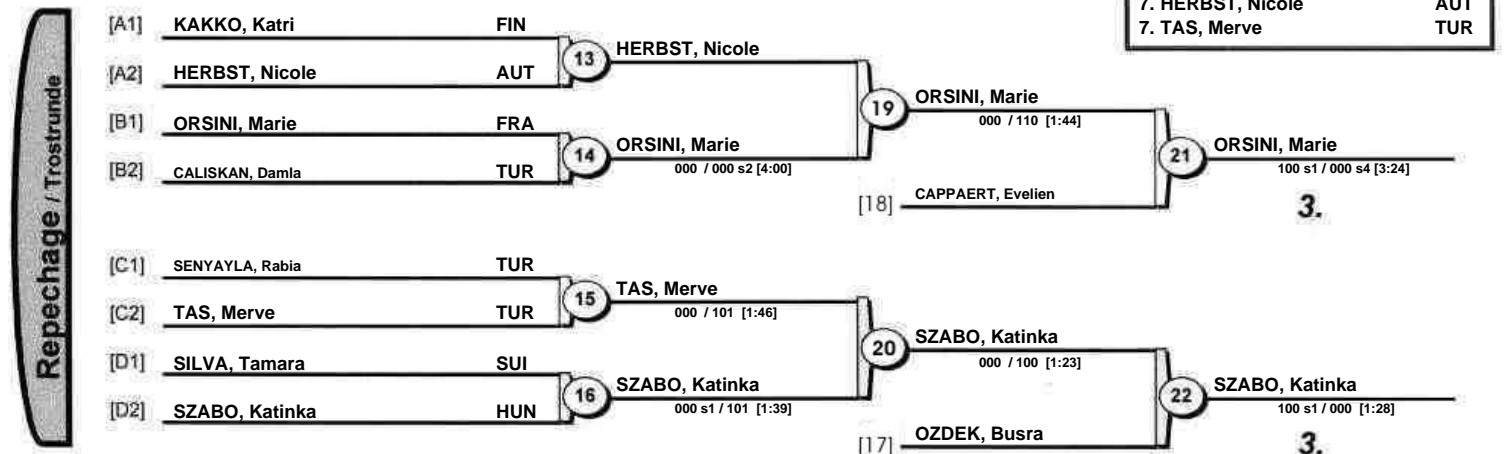 7. HERBST, Nicole AUT
7. TAS, Merve TUR
Repechage / Trostrunde
[A1] KAKKO, Katri FIN
13 HERBST, Nicole
[A2] HERBST, Nicole AUT
19 ORSINI, Marie
000 / 110 [1:44]
[B1] ORSINI, Marie FRA
14 ORSINI, Marie
000 / 000 s2 [4:00]
[B2] CALISKAN, Damla TUR
21 ORSINI, Marie
100 s1 / 000 s4 [3:24]
[18] CAPPAERT, Evelien
3.
[C1] SENYAYLA, Rabia TUR
15 TAS, Merve
000 / 101 [1:46]
[C2] TAS, Merve TUR
20 SZABO, Katinka
000 / 100 [1:23]
[D1] SILVA, Tamara SUI
16 SZABO, Katinka
000 s1 / 101 [1:39]
[D2] SZABO, Katinka HUN
22 SZABO, Katinka
100 s1 / 000 [1:28]
[17] OZDEK, Busra
3.